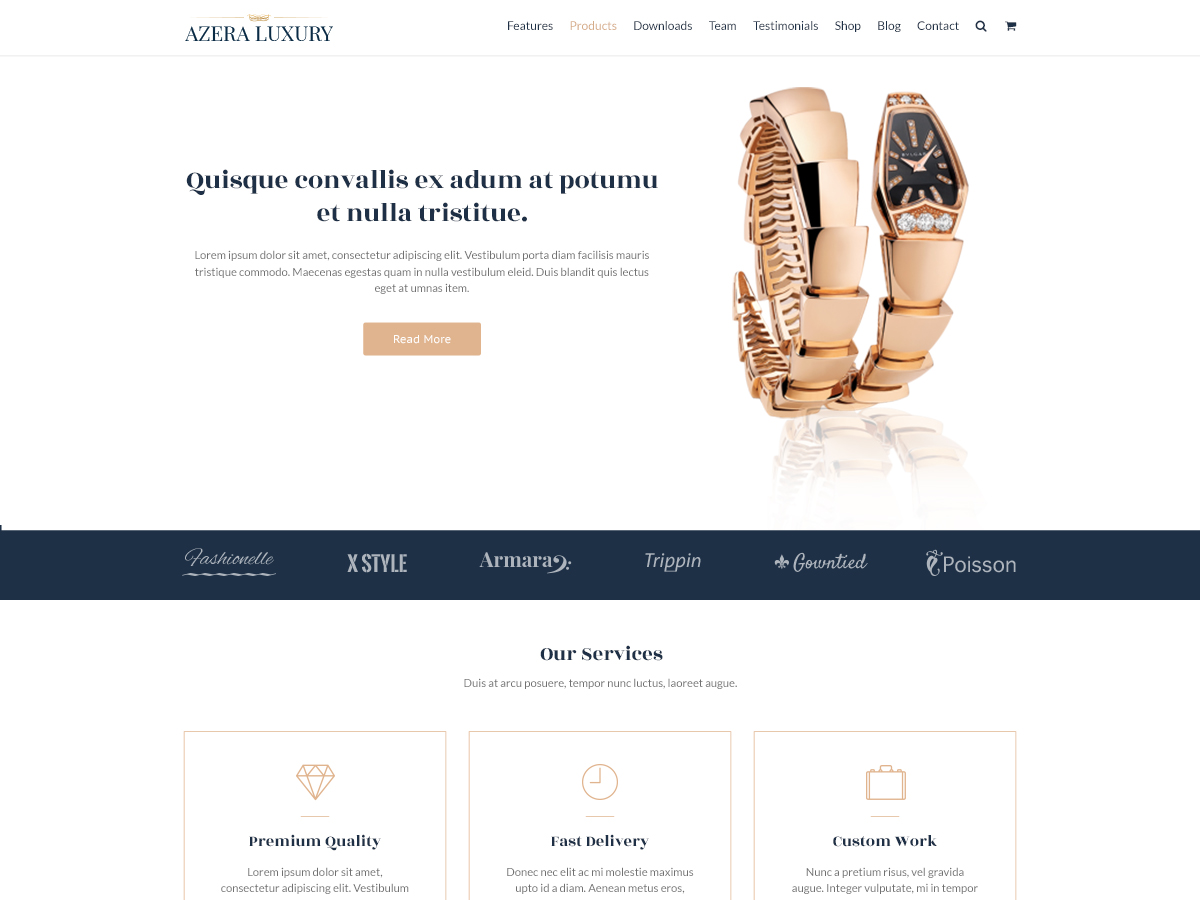 AZERA LUXURY
Features Products Downloads Team Testimonials Shop Blog Contact
Quisque convallis ex adum at potumu
et nulla tristitue.
Lorem ipsum dolor sit amet, consectetur adipiscing elit. Vestibulum porta diam facilisis mauris
tristique commodo. Maecenas egestas quam in nulla vestibulum eleid. Duis blandit quis lectus
eget at umnas item.
Read More
BVLGARI
Fashionelle X STYLE Armara Trippin Gowntied Poisson
Our Services
Duis at arcu posuere, tempor nunc luctus, laoreet augue.
Premium Quality
Lorem ipsum dolor sit amet,
consectetur adipiscing elit. Vestibulum
Fast Delivery
Donec nec elit ac mi molestie maximus
upto id a diam. Aenean metus eros,
Custom Work
Nunc a pretium risus, vel gravida
augue. Integer vulputate, mi in tempor